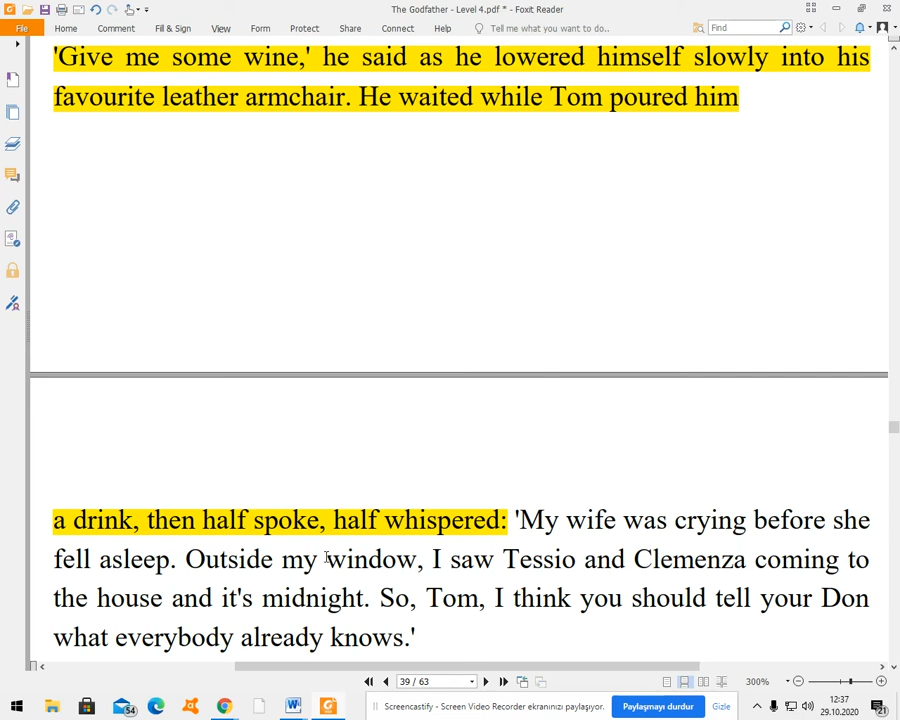 The Godfather - Level 4.pdf * - Foxit Reader
File Home Comment Fill & Sign View Form Protect Share Connect Help Tell me what you want to do.. Find
'Give me some wine,' he said as he lowered himself slowly into his
favourite leather armchair. He waited while Tom poured him
a drink, then half spoke, half whispered: 'My wife was crying before she
fell asleep. Outside my window, I saw Tessio and Clemenza coming to
the house and it's midnight. So, Tom, I think you should tell your Don
what everybody already knows.'
39 / 63 300%
54 W Screencastify - Screen Video Recorder ekranınızı paylaşıyor. Paylaşmayı durdur Gizle 12:37
29.10.2020 21